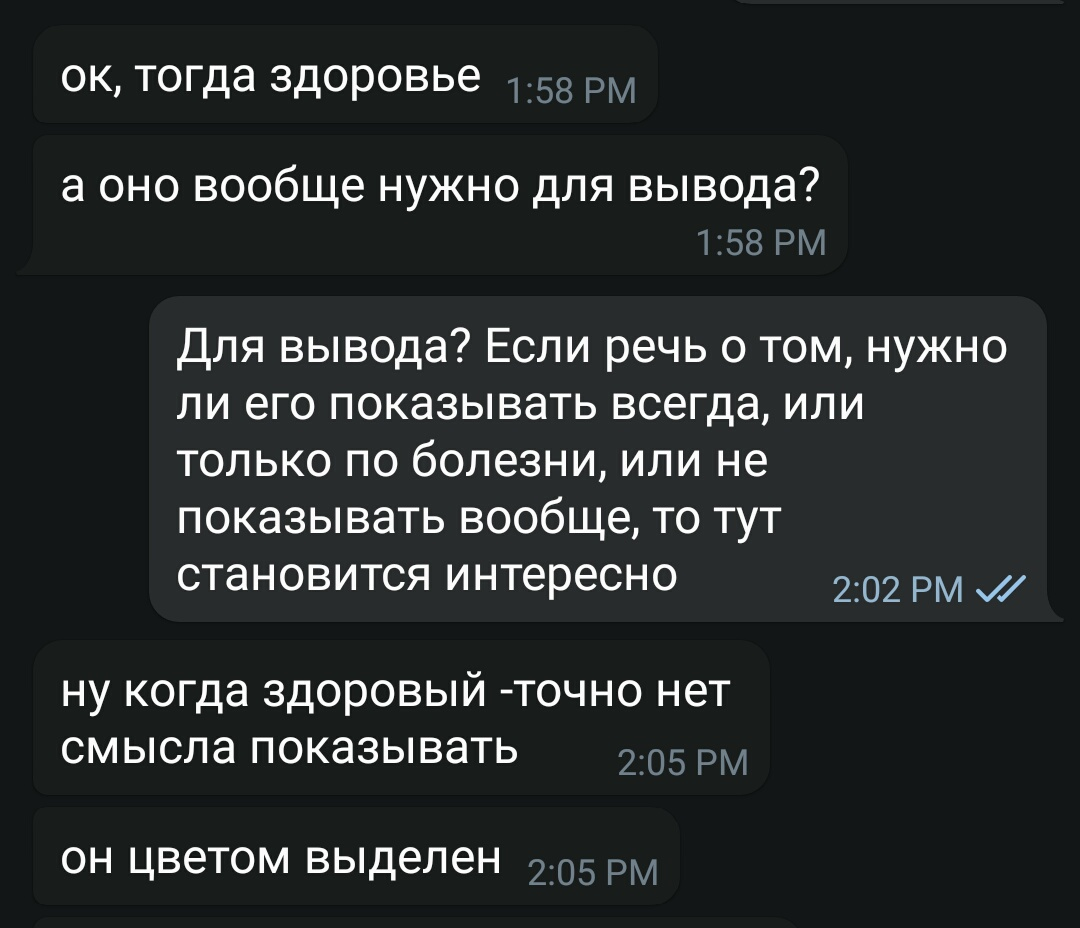 ок, тогда здоровье 1:58 PM
а оно вообще нужно для вывода?
1:58 PM
Для вывода? Если речь о том, нужно
ли его показывать всегда, или
только по болезни, или не
показывать вообще, то тут
становится интересно 2:02 PM
ну когда здоровый -точно нет
смысла показывать 2:05 PM
он цветом выделен 2:05 PM